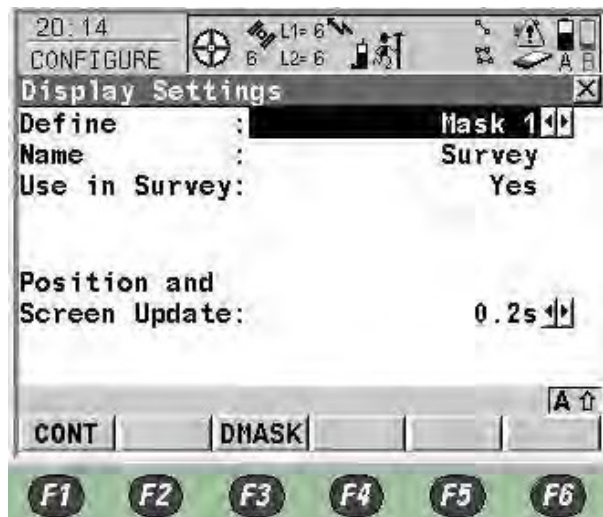 20:14
CONFIGURE
L1= 6
6 L2= 6
A B
Display Settings
Define : Mask 1
Name : Survey
Use in Survey: Yes
Position and
Screen Update: 0.2s
A
CONT DMASK
F1 F2 F3 F4 F5 F6